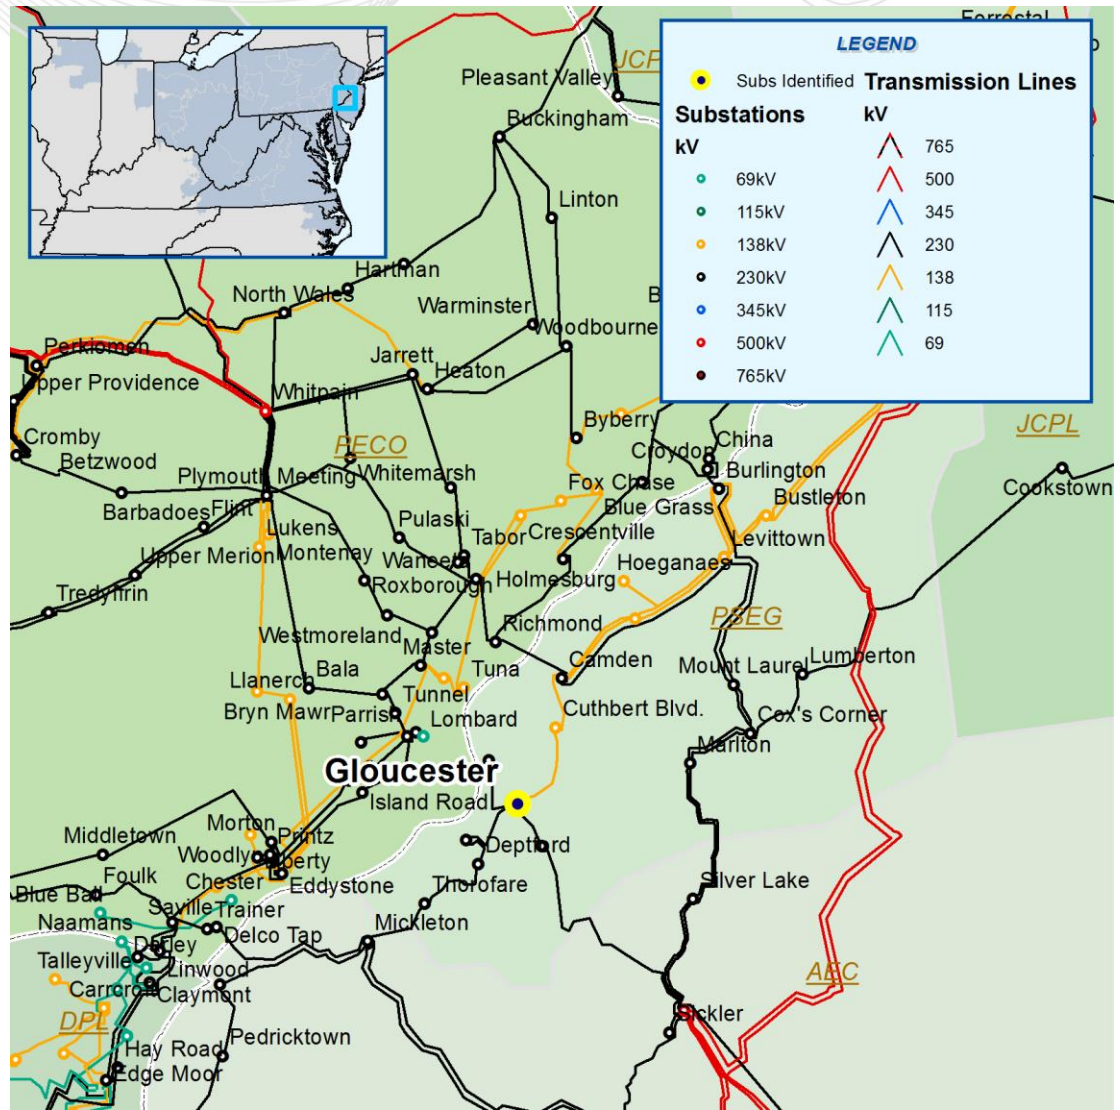 Forrestal
JCP
Pleasant Valley
Buckingham
Linton
Hartman
North Wales
Warminster
B
Woodbourne
Perkiomen
Jarrett
Heaton
Upper Providence
Whitpain
Byberry
PECO
JCPL
Cromby
Croydon
China
Betzwood
Plymouth Meeting
Whitemarsh
Burlington
Fox Chase
Cookstown
Barbadoes
Flint
Blue Grass
Bustleton
Lukens
Pulaski
Tabor
Crescentville
Levittown
Upper Merion
Montenay
Waneeta
Hoeganaes
Tredyffrin
Roxborough
Holmesburg
Westmoreland
Richmond
PSEG
Master
Llanerch
Bala
Tuna
Camden
Mount Laurel
Lumberton
Tunnel
Bryn Mawr
Parrish
Lombard
Cuthbert Blvd.
Cox's Corner
Marlton
Gloucester
Island Road
Middletown
Morton
Printz
Woodly
berty
Deptford
Foulk
Chester
Eddystone
Thorofare
Blue Ball
Silver Lake
Naamans
Saville
Trainer
Mickleton
Darley
Delco Tap
Talleyville
Linwood
AEC
Carrcroft
Claymont
DPL
Sickler
Pedricktown
Hay Road
Edge Moor
LEGEND
Subs Identified
Transmission Lines
Substations
kV
kV
69kV
115kV
138kV
230kV
345kV
500kV
765kV
765
500
345
230
138
115
69